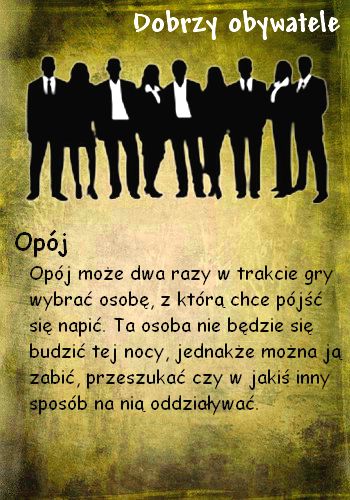 Dobrzy obywatele
Opój
Opój może dwa razy w trakcie gry
wybrać osobę, z którą chce pójść
się napić. Ta osoba nie będzie się
budzić tej nocy, jednakże można ją
zabić, przeszukać czy w jakiś inny
sposób na nią oddziaływać.